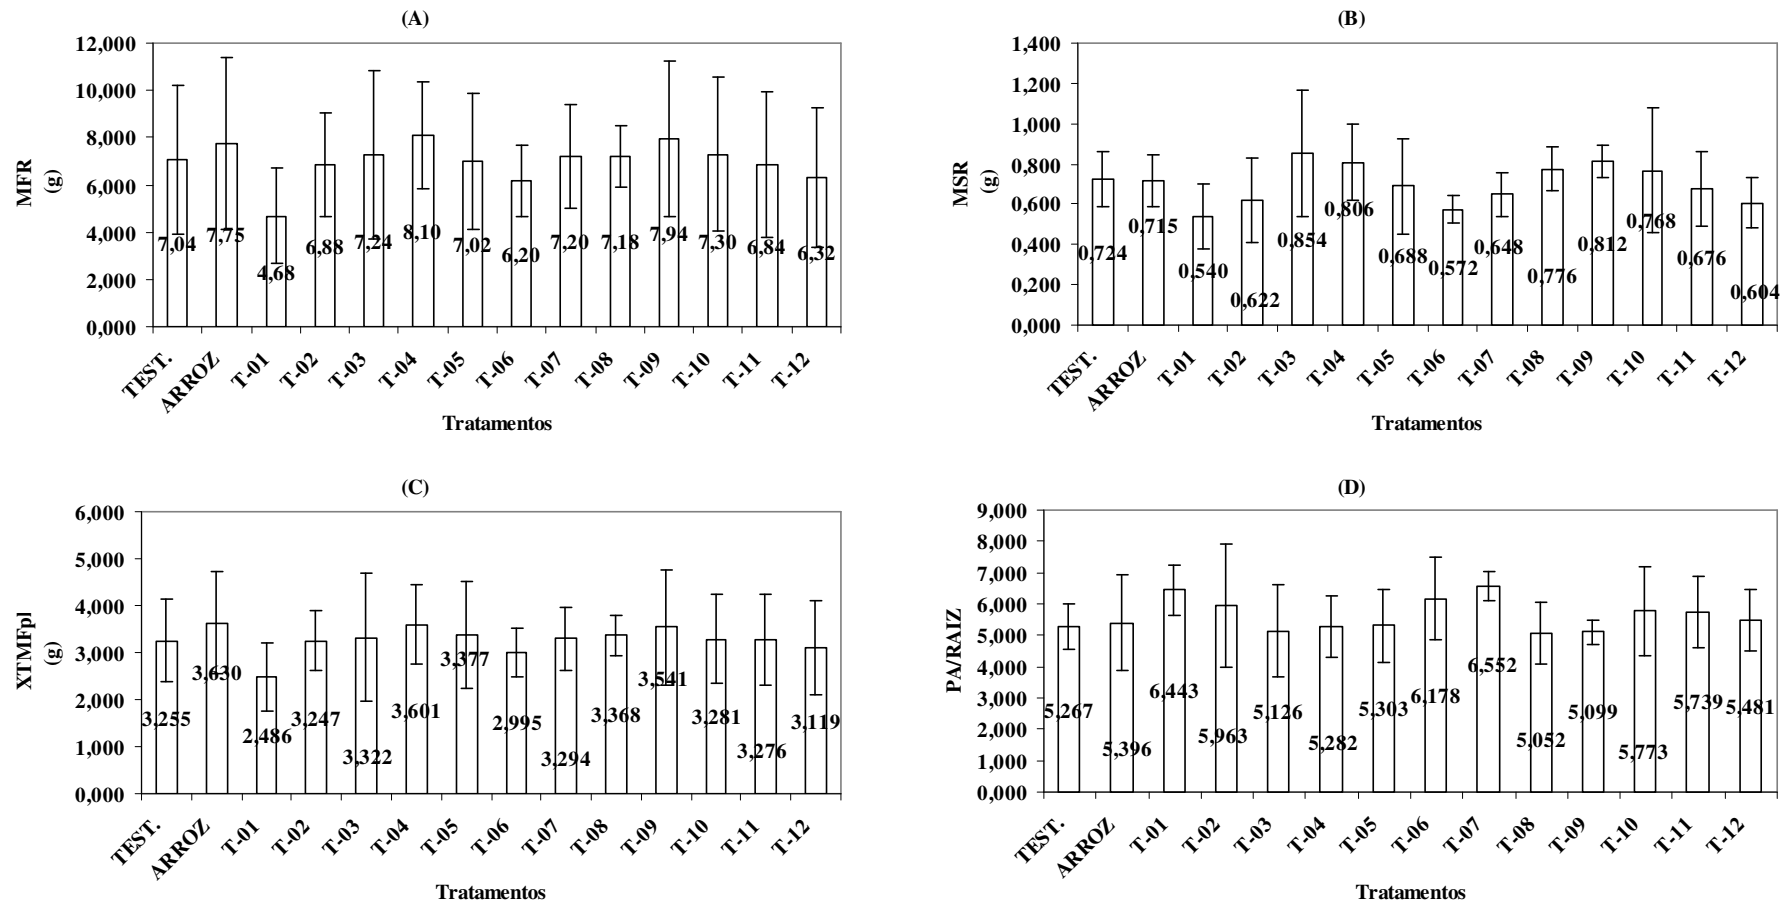 (A)
MFR
(g)
12,000
10,000
8,000
6,000
4,000
2,000
0,000
7,04 7,75 4,68 6,88 7,24 8,10 7,02 6,20 7,20 7,18 7,94 7,30 6,84 6,32
TEST. ARROZ T-01 T-02 T-03 T-04 T-05 T-06 T-07 T-08 T-09 T-10 T-11 T-12
Tratamentos
(B)
MSR
(g)
1,400
1,200
1,000
0,800
0,600
0,400
0,200
0,000
0,724 0,715 0,540 0,622 0,854 0,806 0,688 0,572 0,648 0,776 0,812 0,768 0,676 0,604
TEST. ARROZ T-01 T-02 T-03 T-04 T-05 T-06 T-07 T-08 T-09 T-10 T-11 T-12
Tratamentos
(C)
XTMFpl
(g)
6,000
5,000
4,000
3,000
2,000
1,000
0,000
3,255 3,630 2,486 3,247 3,322 3,601 3,377 2,995 3,294 3,368 3,541 3,281 3,276 3,119
TEST. ARROZ T-01 T-02 T-03 T-04 T-05 T-06 T-07 T-08 T-09 T-10 T-11 T-12
Tratamentos
(D)
PA/RAIZ
9,000
8,000
7,000
6,000
5,000
4,000
3,000
2,000
1,000
0,000
5,267 5,396 6,443 5,963 5,126 5,282 5,303 6,178 6,552 5,052 5,099 5,773 5,739 5,481
TEST. ARROZ T-01 T-02 T-03 T-04 T-05 T-06 T-07 T-08 T-09 T-10 T-11 T-12
Tratamentos